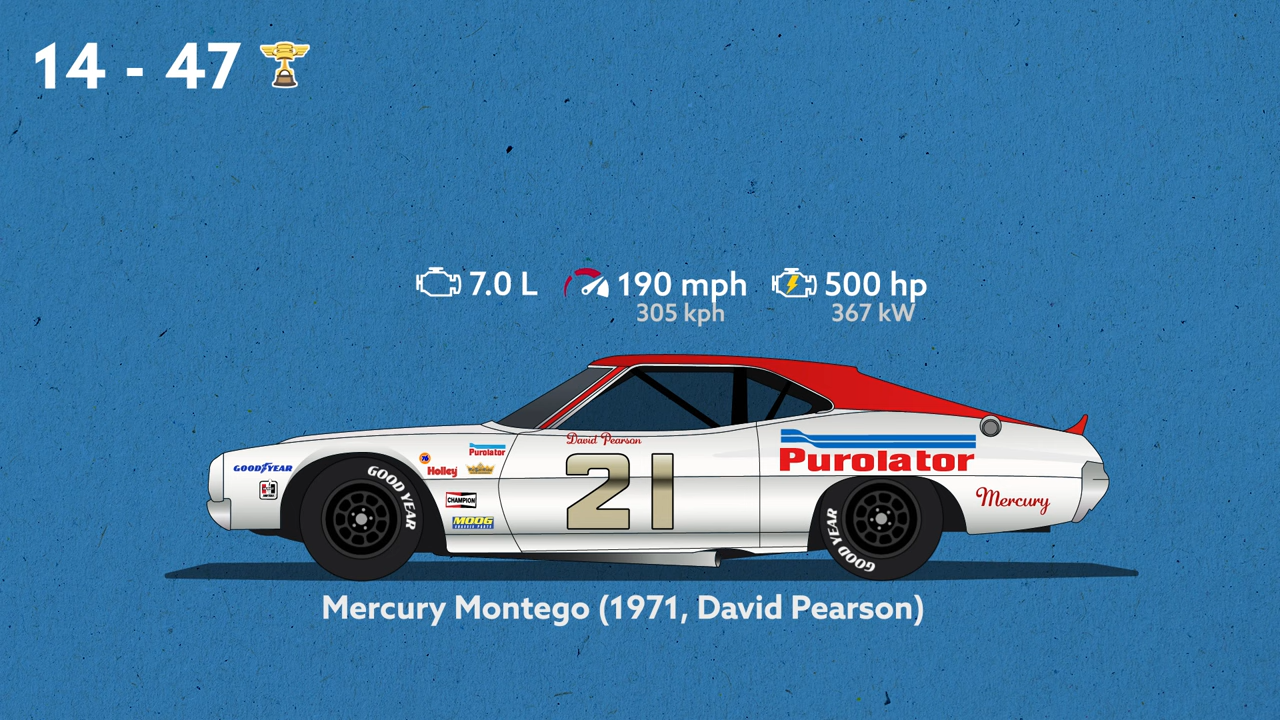 14 - 47
7.0 L 190 mph 500 hp
305 kph 367 kW
David Pearson
Purolator
76
Holley
GOODYEAR
GOOD YEAR
CHAMPION
MOOG
21
Purolator
Mercury
GOOD YEAR
Mercury Montego (1971, David Pearson)